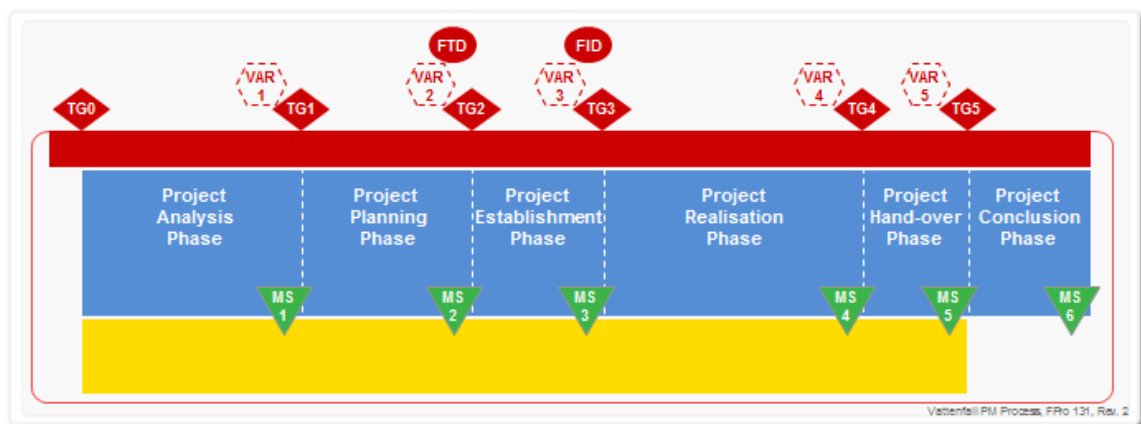 FTD
FID
VAR
1
VAR
2
VAR
3
VAR
4
VAR
5
TG0
TG1
TG2
TG3
TG4
TG5
Project
Analysis
Phase
Project
Planning
Phase
Project
Establishment
Phase
Project
Realisation
Phase
Project
Hand-over
Phase
Project
Conclusion
Phase
MS
1
MS
2
MS
3
MS
4
MS
5
MS
6
Vattenfall PM Process, FPro 131, Rev. 2